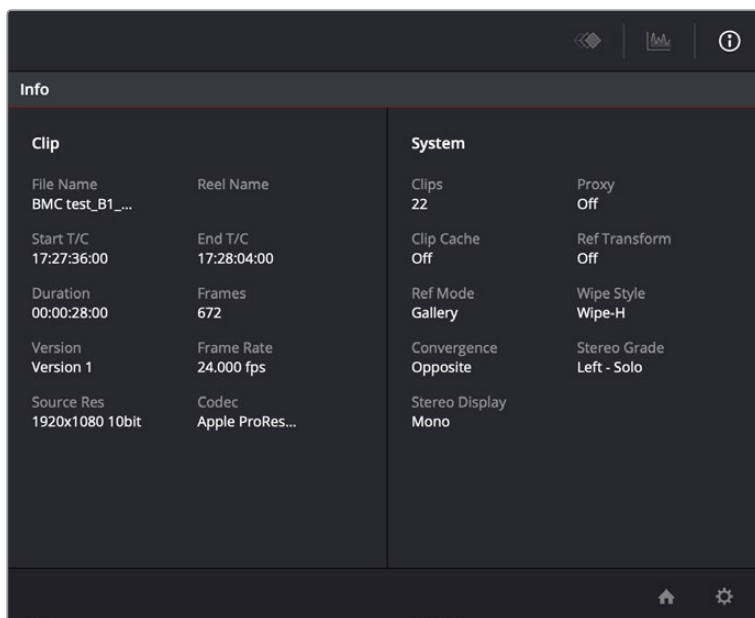 Info
Clip
File Name
BMC test_B1_...
Reel Name
Start T/C
17:27:36:00
End T/C
17:28:04:00
Duration
00:00:28:00
Frames
672
Version
Version 1
Frame Rate
24.000 fps
Source Res
1920x1080 10bit
Codec
Apple ProRes...
System
Clips
22
Proxy
Off
Clip Cache
Off
Ref Transform
Off
Ref Mode
Gallery
Wipe Style
Wipe-H
Convergence
Opposite
Stereo Grade
Left - Solo
Stereo Display
Mono